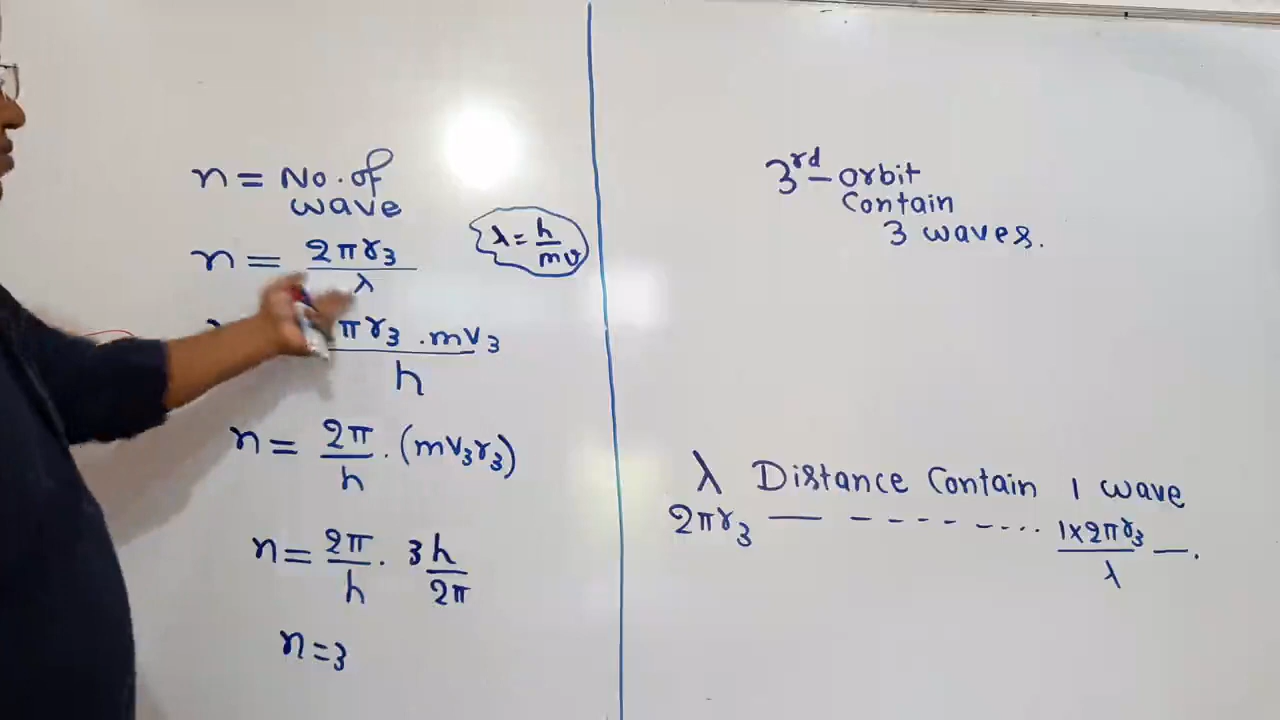 n = No. of
wave
n = 2πr₃/λ
λ = h/mv
πr₃ . mv₃/h
n = 2π/h . (mv₃r₃)
n = 2π/h . 3h/2π
n = 3
3rd - orbit
Contain
3 waves.
λ Distance Contain 1 wave
2πr₃ — - - - - - .... 1×2πr₃/λ — .